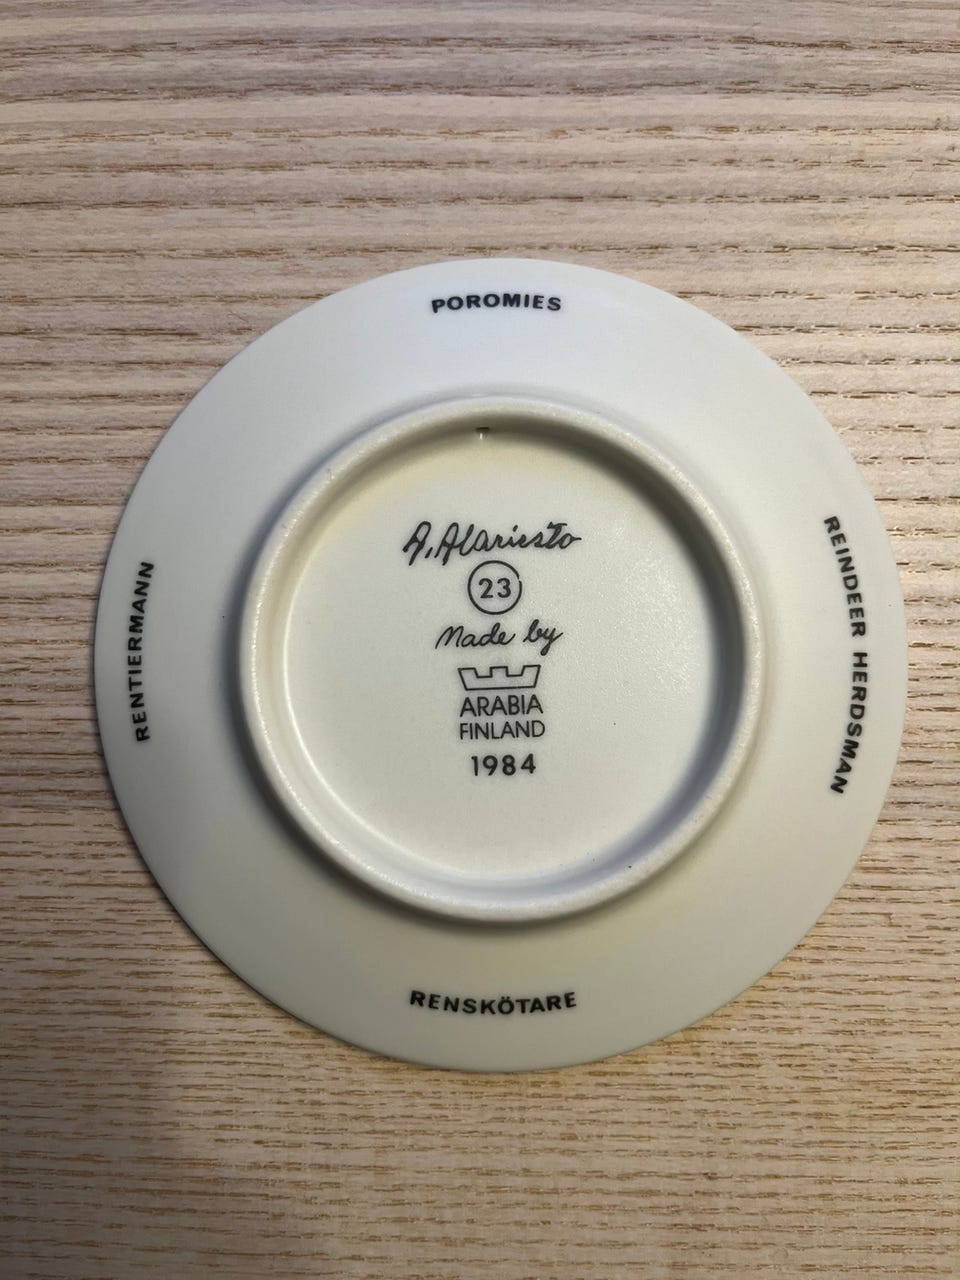 POROMIES
A. Alariesto
23
Made by
ARABIA
FINLAND
1984
RENTIERMANN
REINDEER HERDSMAN
RENSKÖTARE